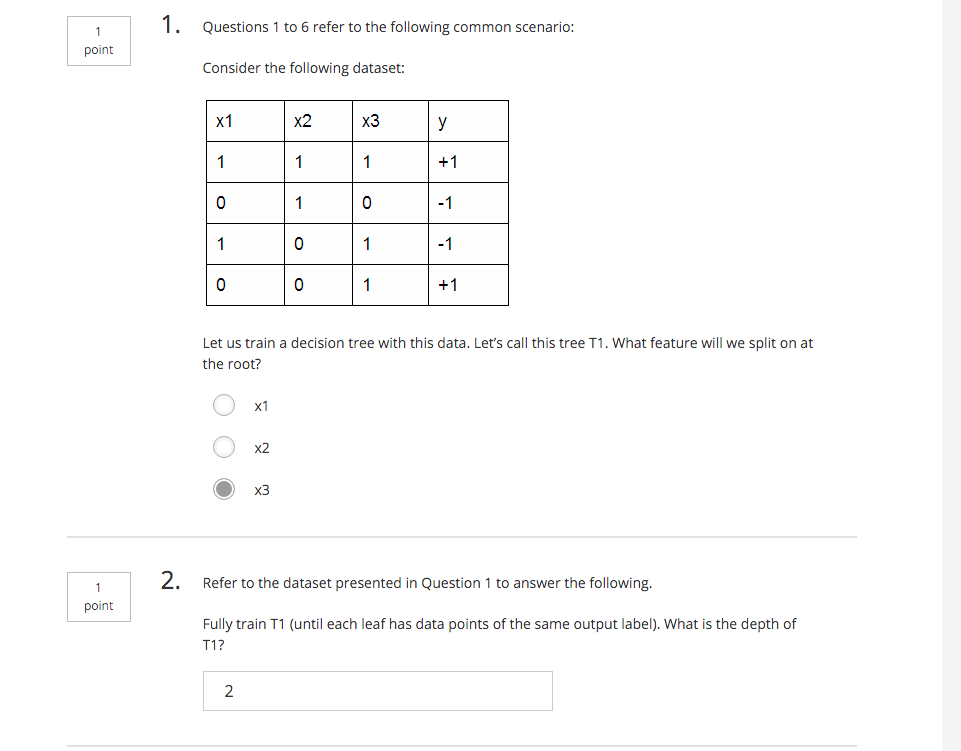 1
point
1. Questions 1 to 6 refer to the following common scenario:
Consider the following dataset:
x1 x2 x3 y
1 1 1 +1
0 1 0 -1
1 0 1 -1
0 0 1 +1
Let us train a decision tree with this data. Let’s call this tree T1. What feature will we split on at
the root?
x1
x2
x3
1
point
2. Refer to the dataset presented in Question 1 to answer the following.
Fully train T1 (until each leaf has data points of the same output label). What is the depth of
T1?
2